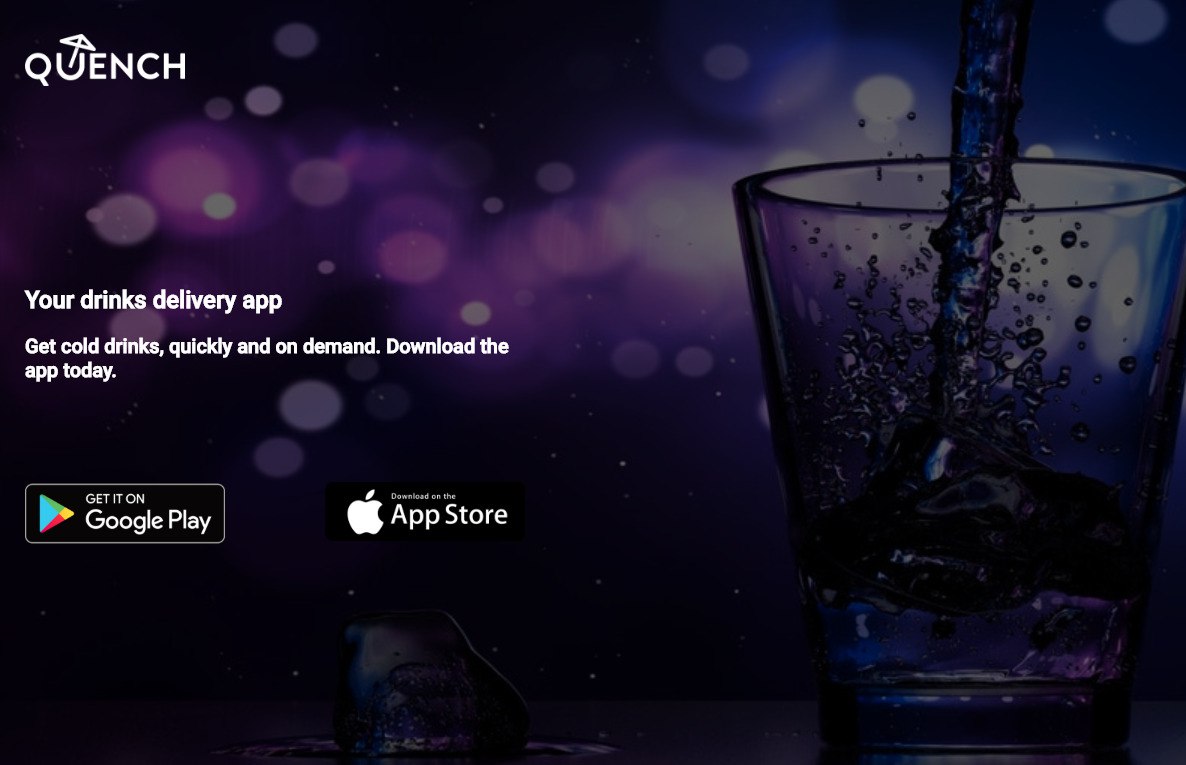 QUENCH
Your drinks delivery app
Get cold drinks, quickly and on demand. Download the
app today.
GET IT ON
Google Play
Download on the
App Store